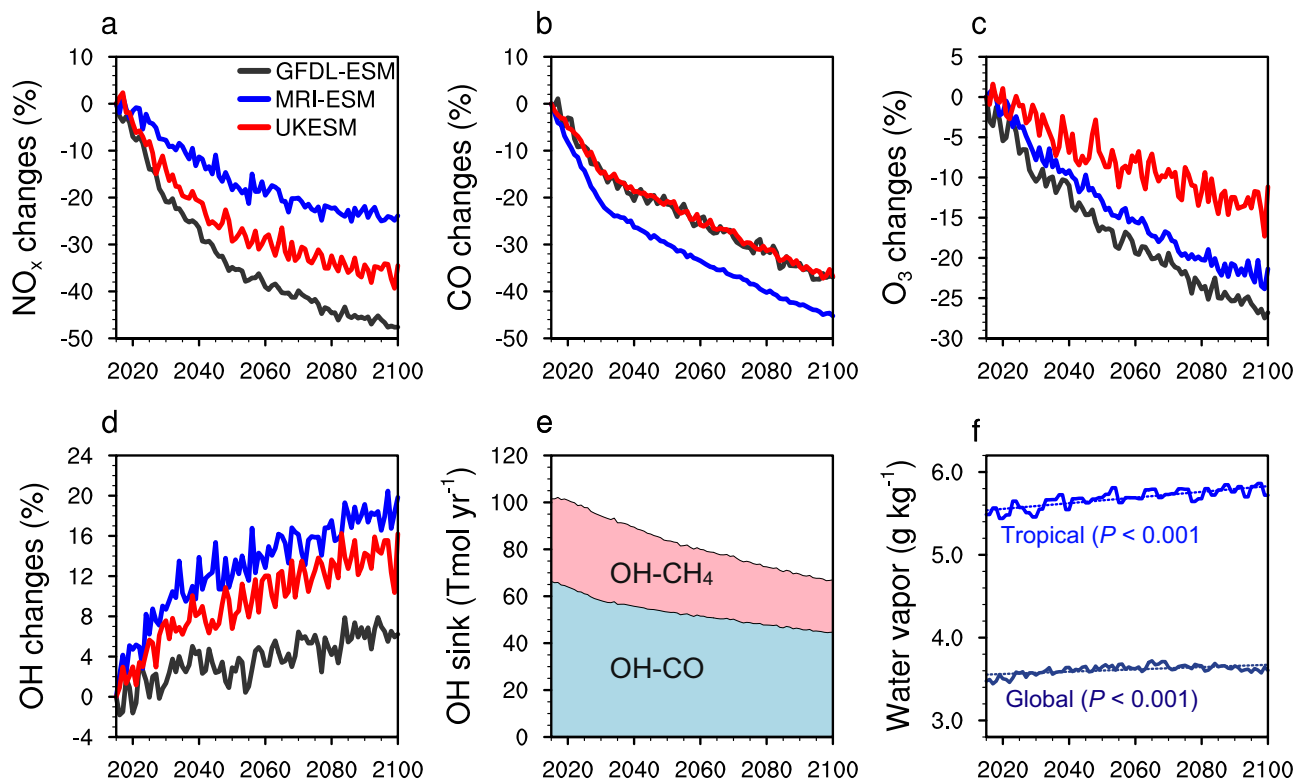 a
NOx changes (%)
10
0
-10
-20
-30
-40
-50
GFDL-ESM
MRI-ESM
UKESM
2020 2040 2060 2080 2100
b
CO changes (%)
10
0
-10
-20
-30
-40
-50
2020 2040 2060 2080 2100
c
O3 changes (%)
5
0
-5
-10
-15
-20
-25
-30
2020 2040 2060 2080 2100
d
OH changes (%)
24
20
16
12
8
4
0
-4
2020 2040 2060 2080 2100
e
OH sink (Tmol yr-1)
120
100
80
60
40
20
0
OH-CH4
OH-CO
2020 2040 2060 2080 2100
f
Water vapor (g kg-1)
6.0
5.0
4.0
3.0
Tropical (P < 0.001
Global (P < 0.001)
2020 2040 2060 2080 2100